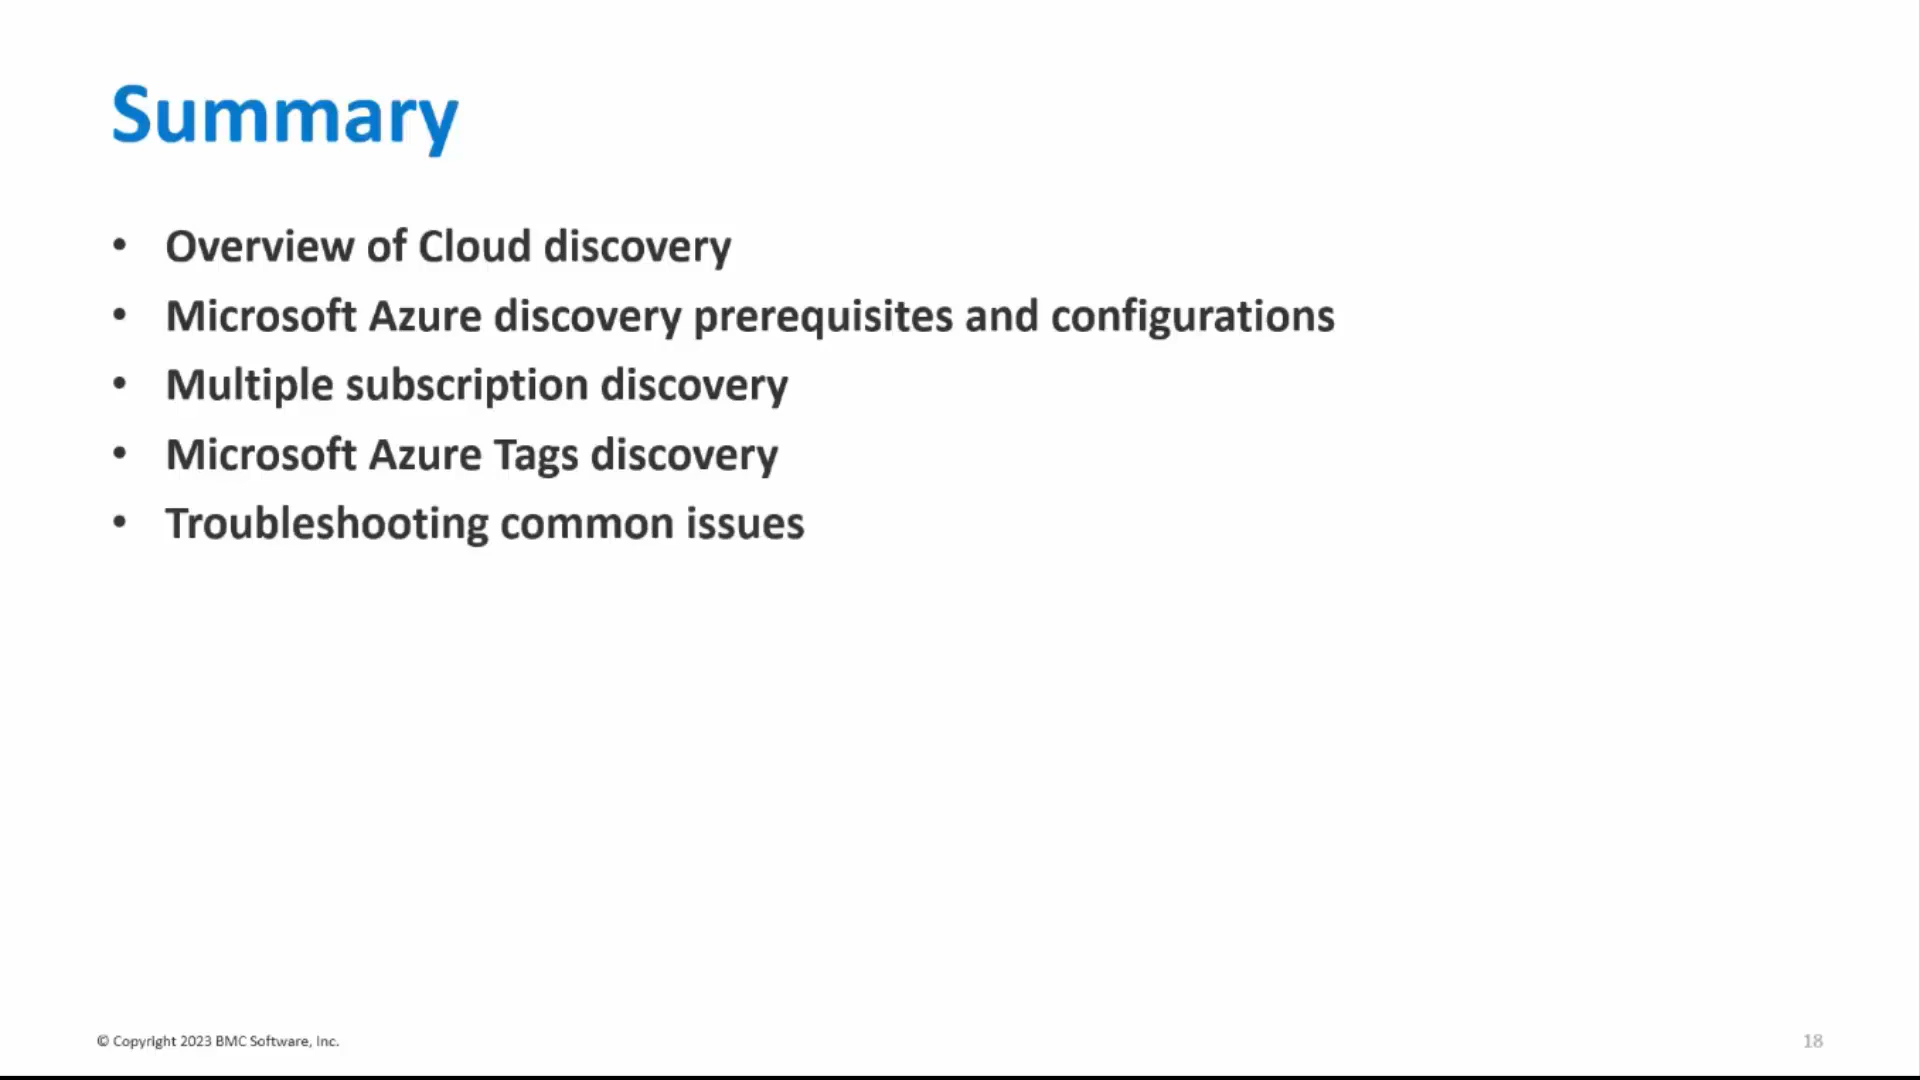 Summary
• Overview of Cloud discovery
• Microsoft Azure discovery prerequisites and configurations
• Multiple subscription discovery
• Microsoft Azure Tags discovery
• Troubleshooting common issues
© Copyright 2023 BMC Software, Inc.
18